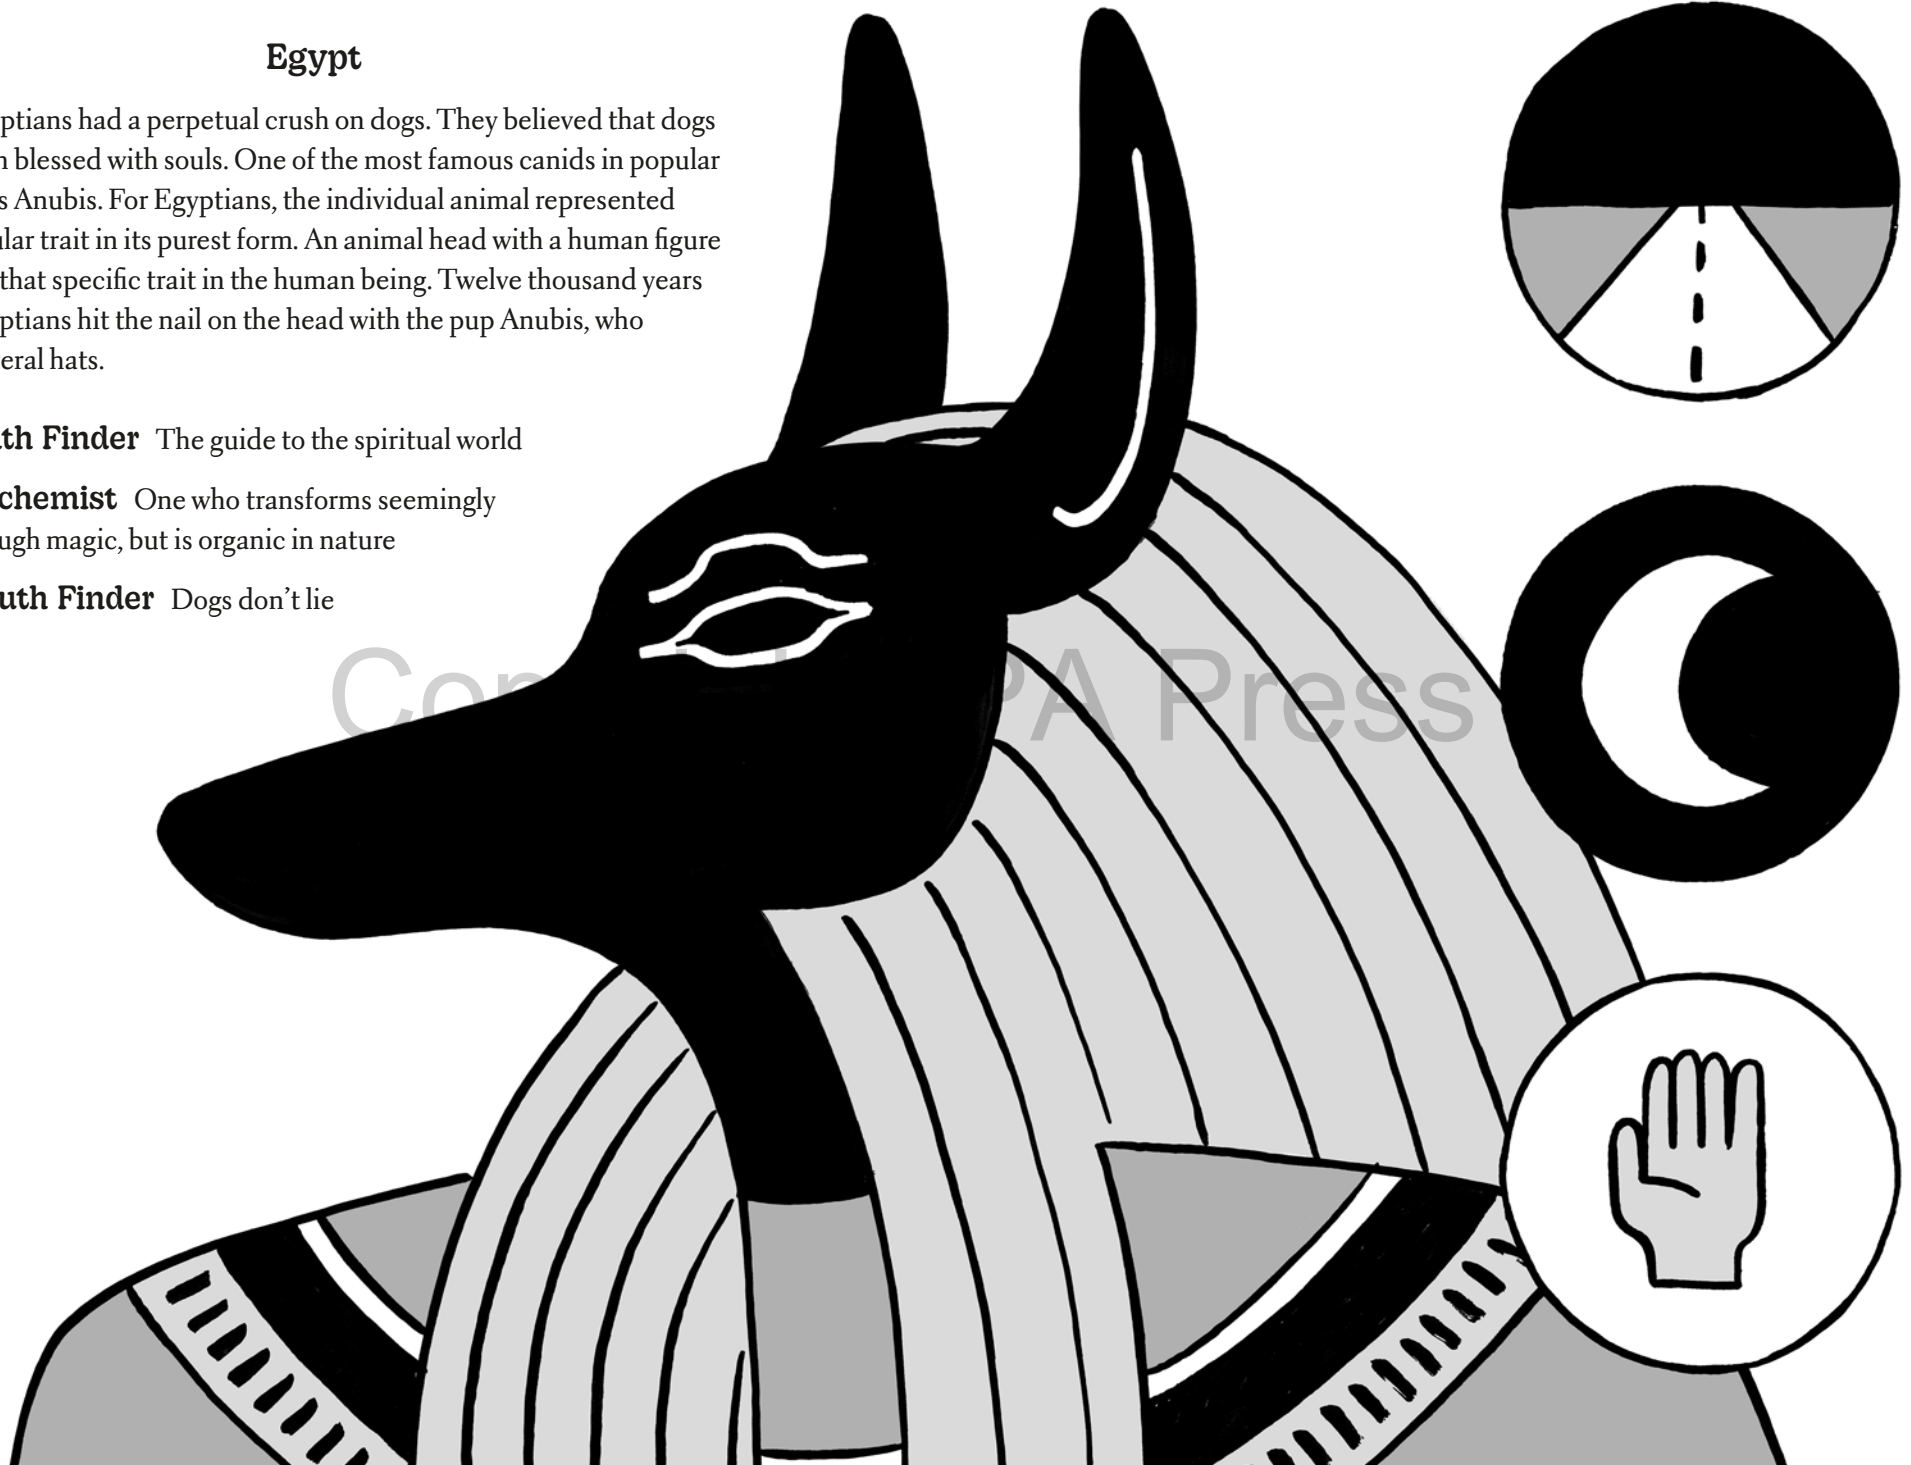 Egypt
ptians had a perpetual crush on dogs. They believed that dogs
n blessed with souls. One of the most famous canids in popular
s Anubis. For Egyptians, the individual animal represented
ular trait in its purest form. An animal head with a human figure
that specific trait in the human being. Twelve thousand years
ptians hit the nail on the head with the pup Anubis, who
eral hats.
th Finder The guide to the spiritual world
chemist One who transforms seemingly
ugh magic, but is organic in nature
uth Finder Dogs don’t lie
PA Press